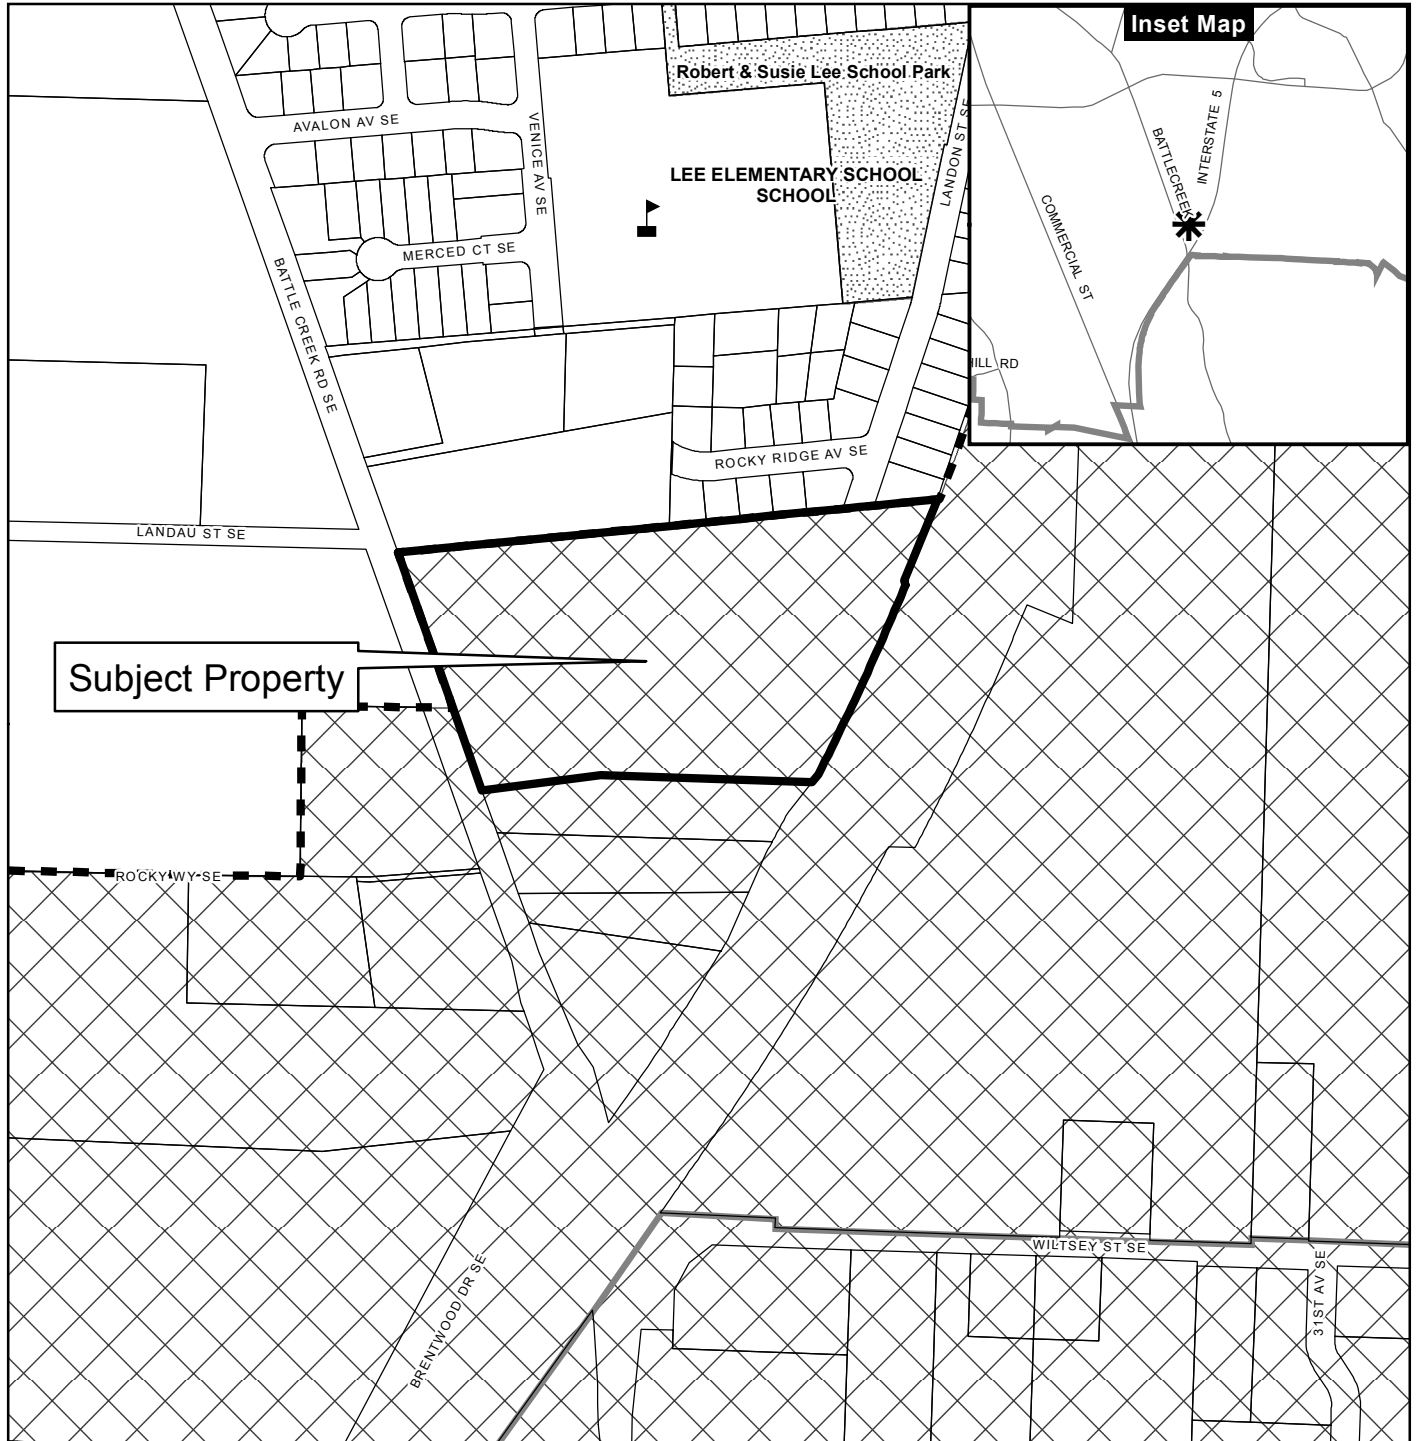 Inset Map
Robert & Susie Lee School Park
AVALON AV SE
VENICE AV SE
LANDON ST SE
LEE ELEMENTARY SCHOOL
SCHOOL
MERCED CT SE
BATTLE CREEK RD SE
BATTLECREEK
INTERSTATE 5
COMMERCIAL ST
HILL RD
ROCKY RIDGE AV SE
LANDAU ST SE
Subject Property
ROCKY WY SE
WILTSEY ST SE
BRENTWOOD DR SE
31ST AV SE